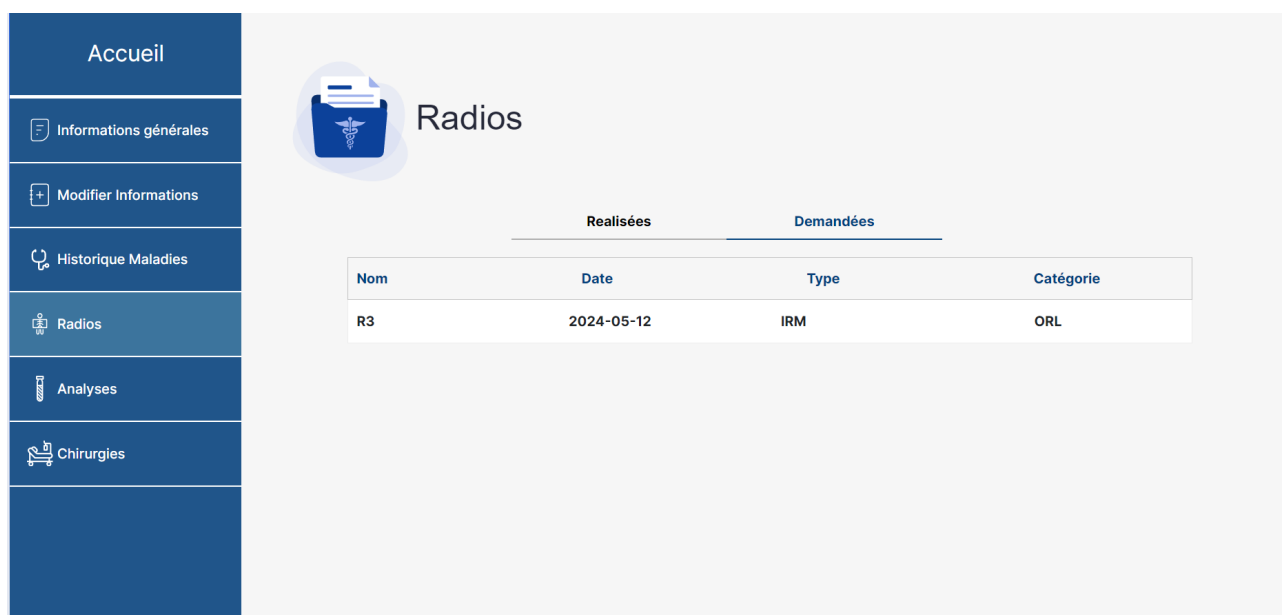 Accueil
Informations générales
Modifier Informations
Historique Maladies
Radios
Analyses
Chirurgies
Radios
Realisées Demandées
Nom Date Type Catégorie
R3 2024-05-12 IRM ORL